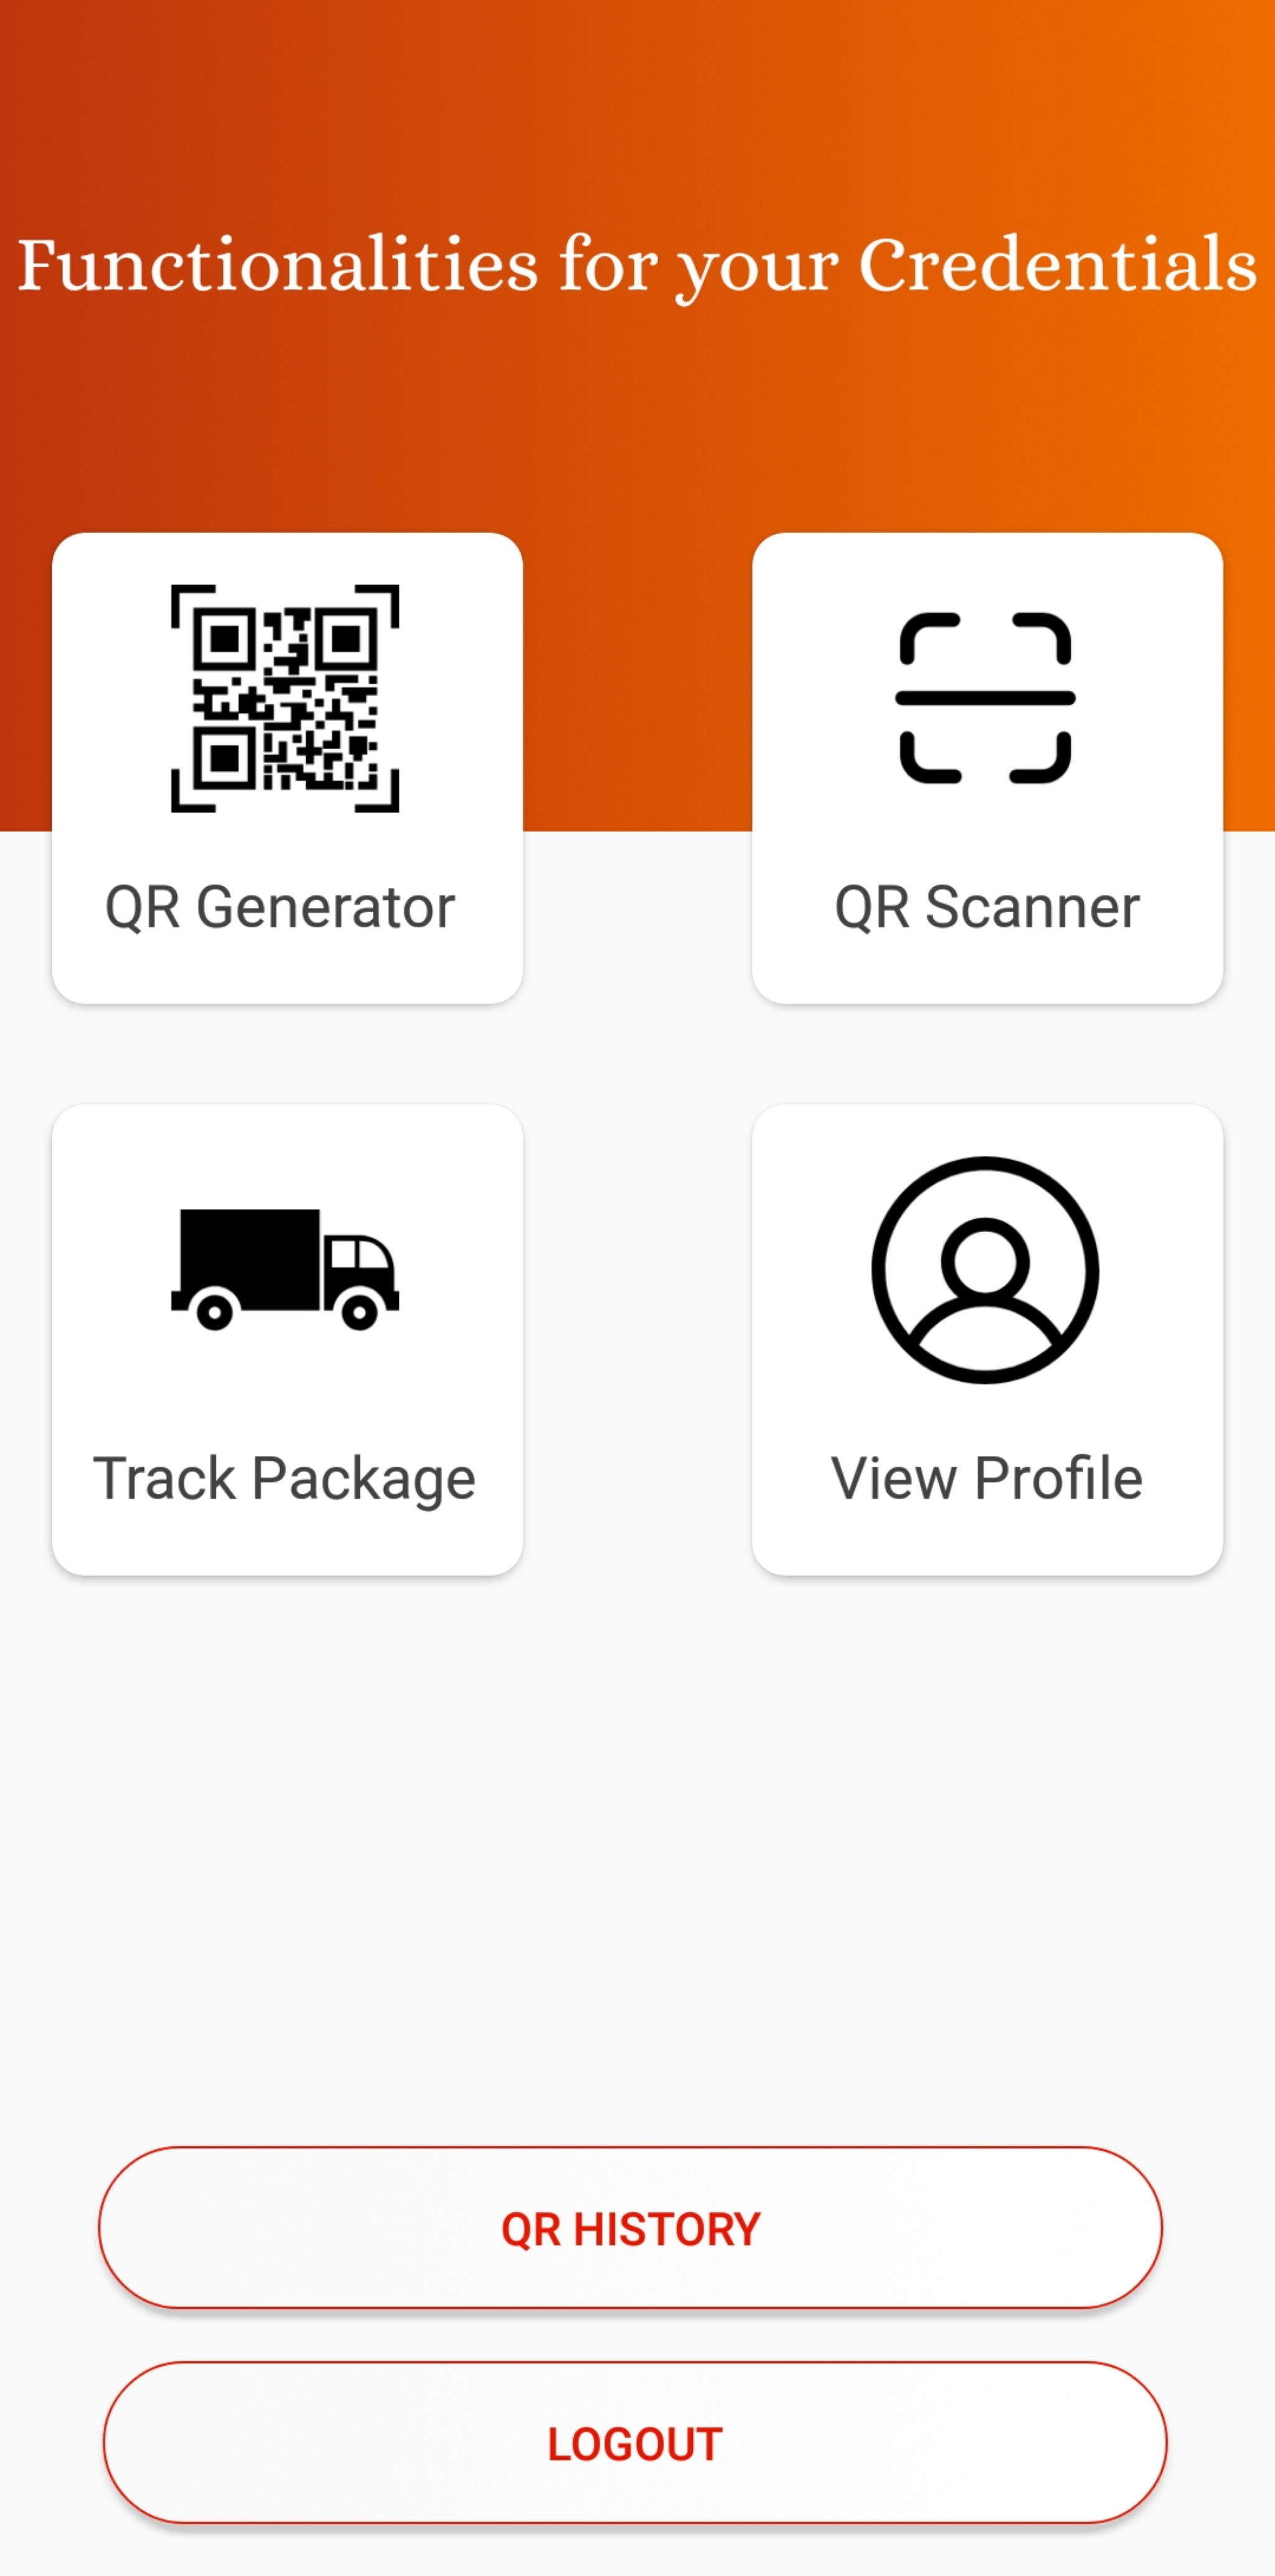 Functionalities for your Credentials
QR Generator
QR Scanner
Track Package
View Profile
QR HISTORY
LOGOUT